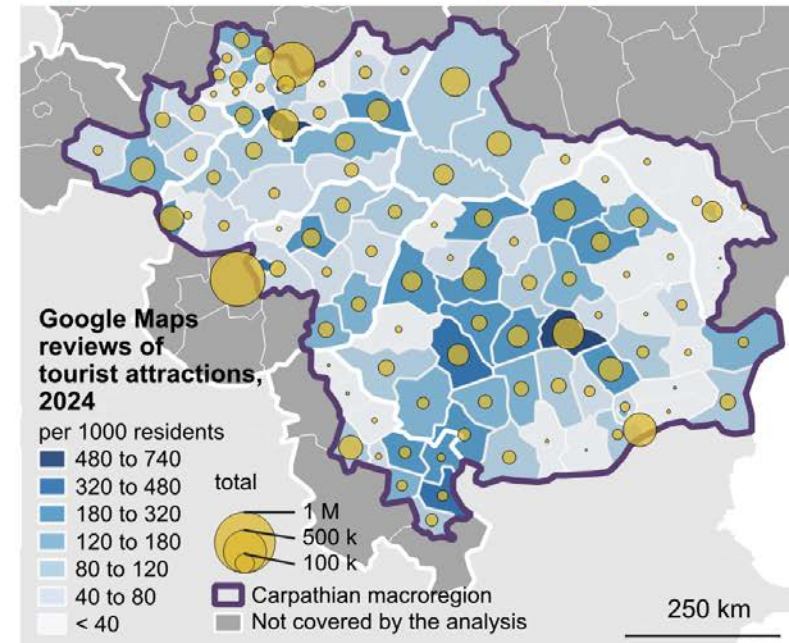 Google Maps
reviews of
tourist attractions,
2024
per 1000 residents
480 to 740
320 to 480
180 to 320
120 to 180
80 to 120
40 to 80
< 40
total
1 M
500 k
100 k
Carpathian macroregion
Not covered by the analysis
250 km